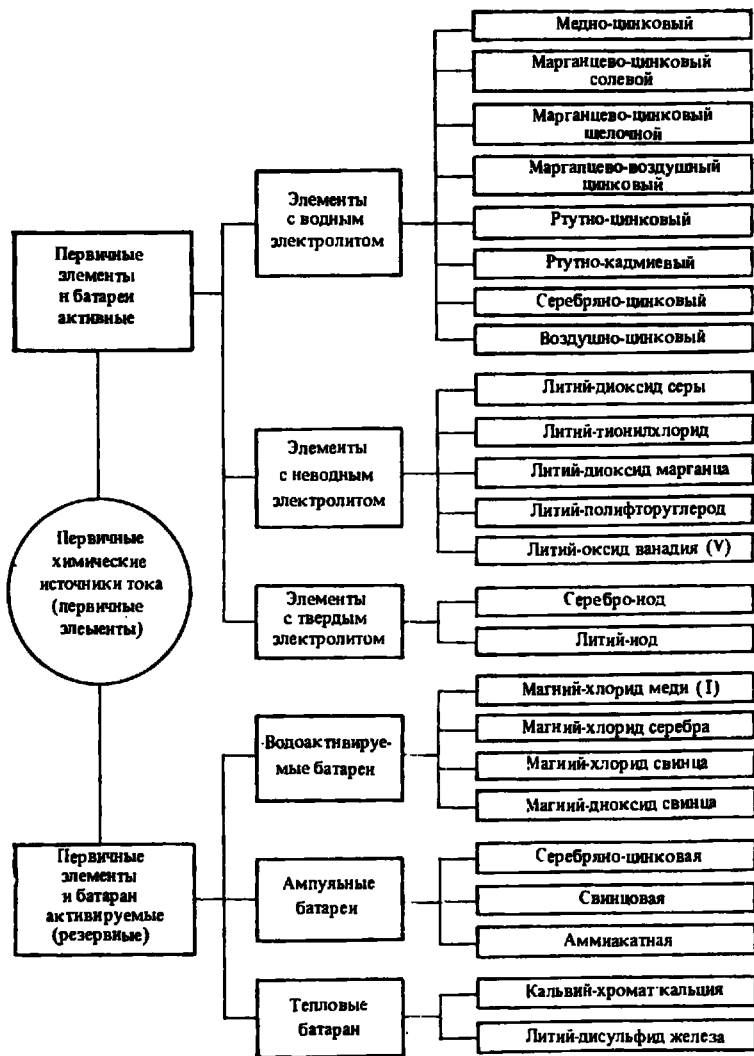 Медно-цинковый
Марганцево-цинковый
солевой
Марганцево-цинковый
щелочной
Марганцево-воздушный
цинковый
Ртутно-цинковый
Ртутно-кадмиевый
Серебряно-цинковый
Воздушно-цинковый
Элементы
с водным
электролитом
Первичные
элементы
и батареи
активные
Литий-диоксид серы
Литий-тионилхлорид
Литий-диоксид марганца
Литий-полифторуглерод
Литий-оксид ванадия (V)
Элементы
с неводным
электролитом
Первичные
химические
источники тока
(первичные
элементы)
Элементы
с твердым
электролитом
Серебро-иод
Литий-иод
Водоактивируе-
мые батареи
Магний-хлорид меди (I)
Магний-хлорид серебра
Магний-хлорид свинца
Магний-диоксид свинца
Первичные
элементы
и батаран
активируемые
(резервные)
Ампульные
батареи
Серебряно-цинковая
Свинцовая
Аммиакатная
Тепловые
батаран
Кальвий-хромат кальция
Литий-дисульфид железа